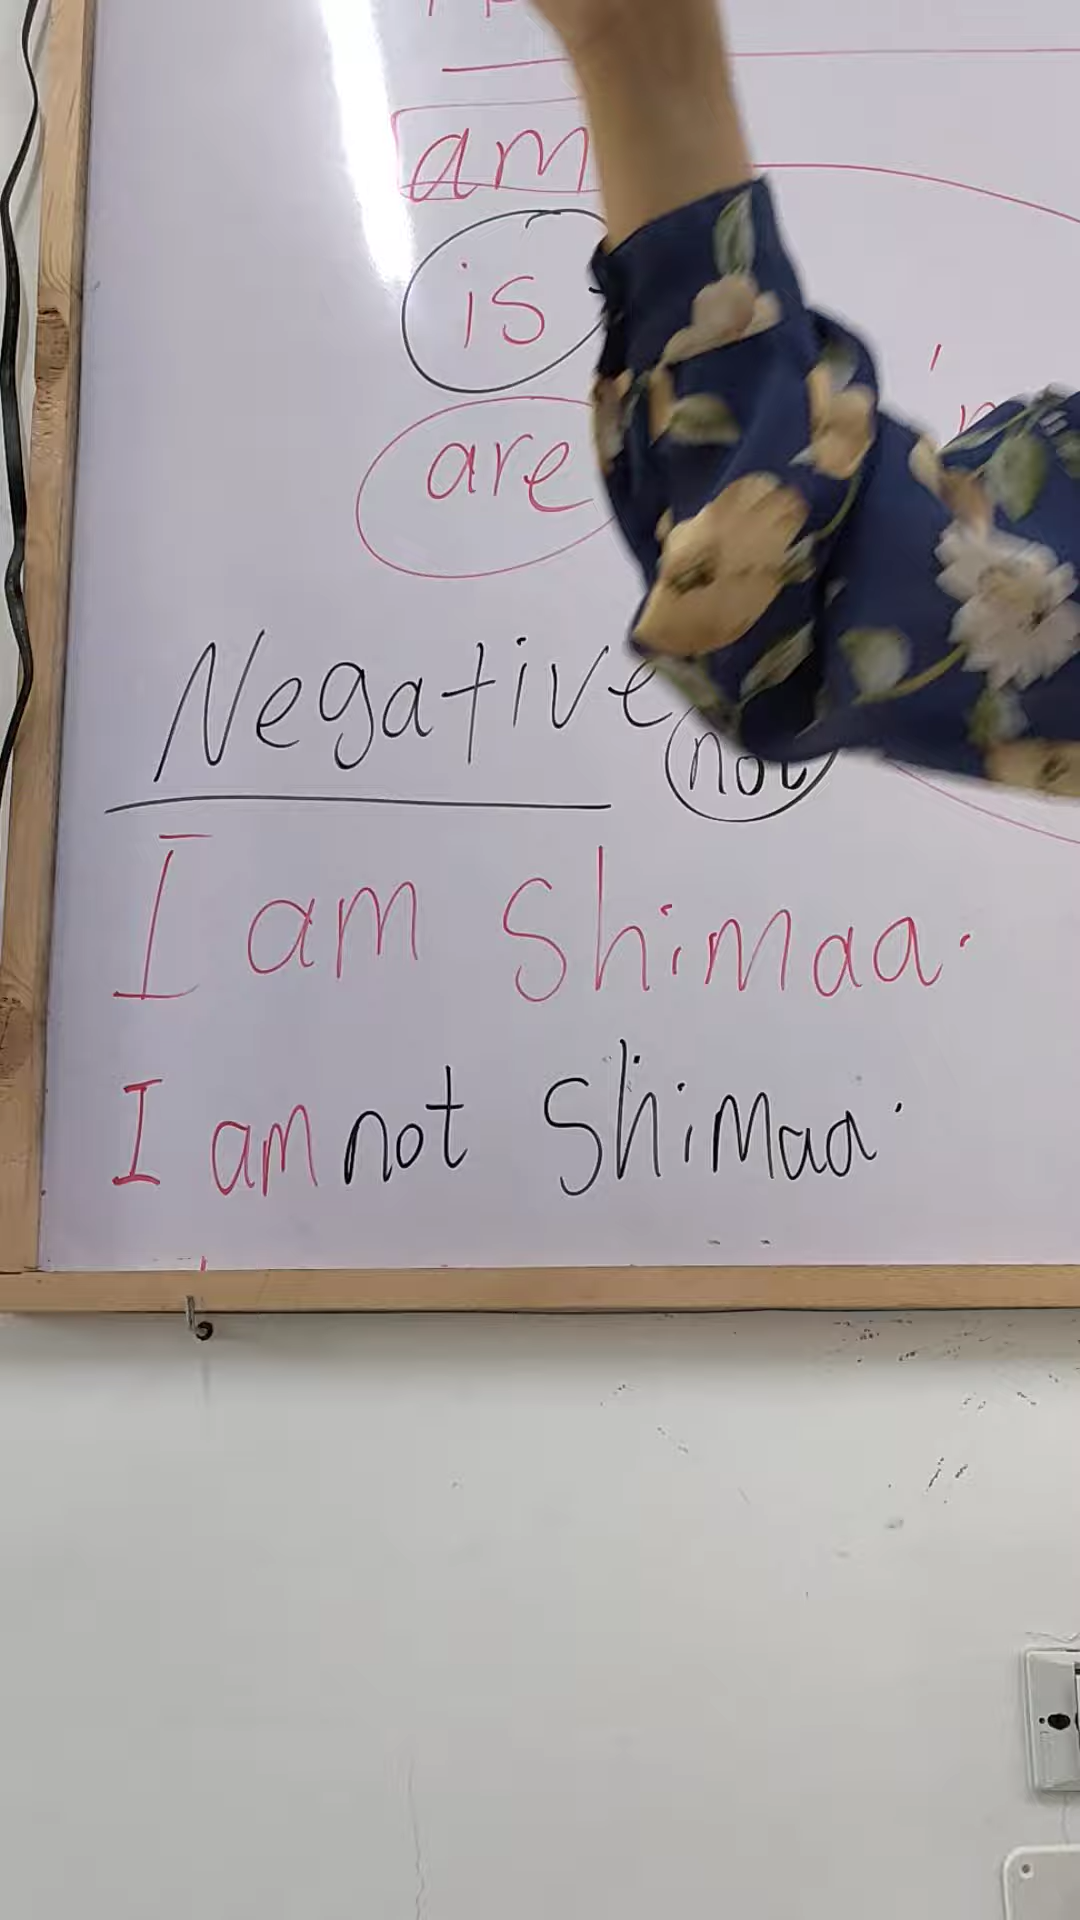 am
is
are
Negative
not
I am Shimaa.
I am not Shimaa.